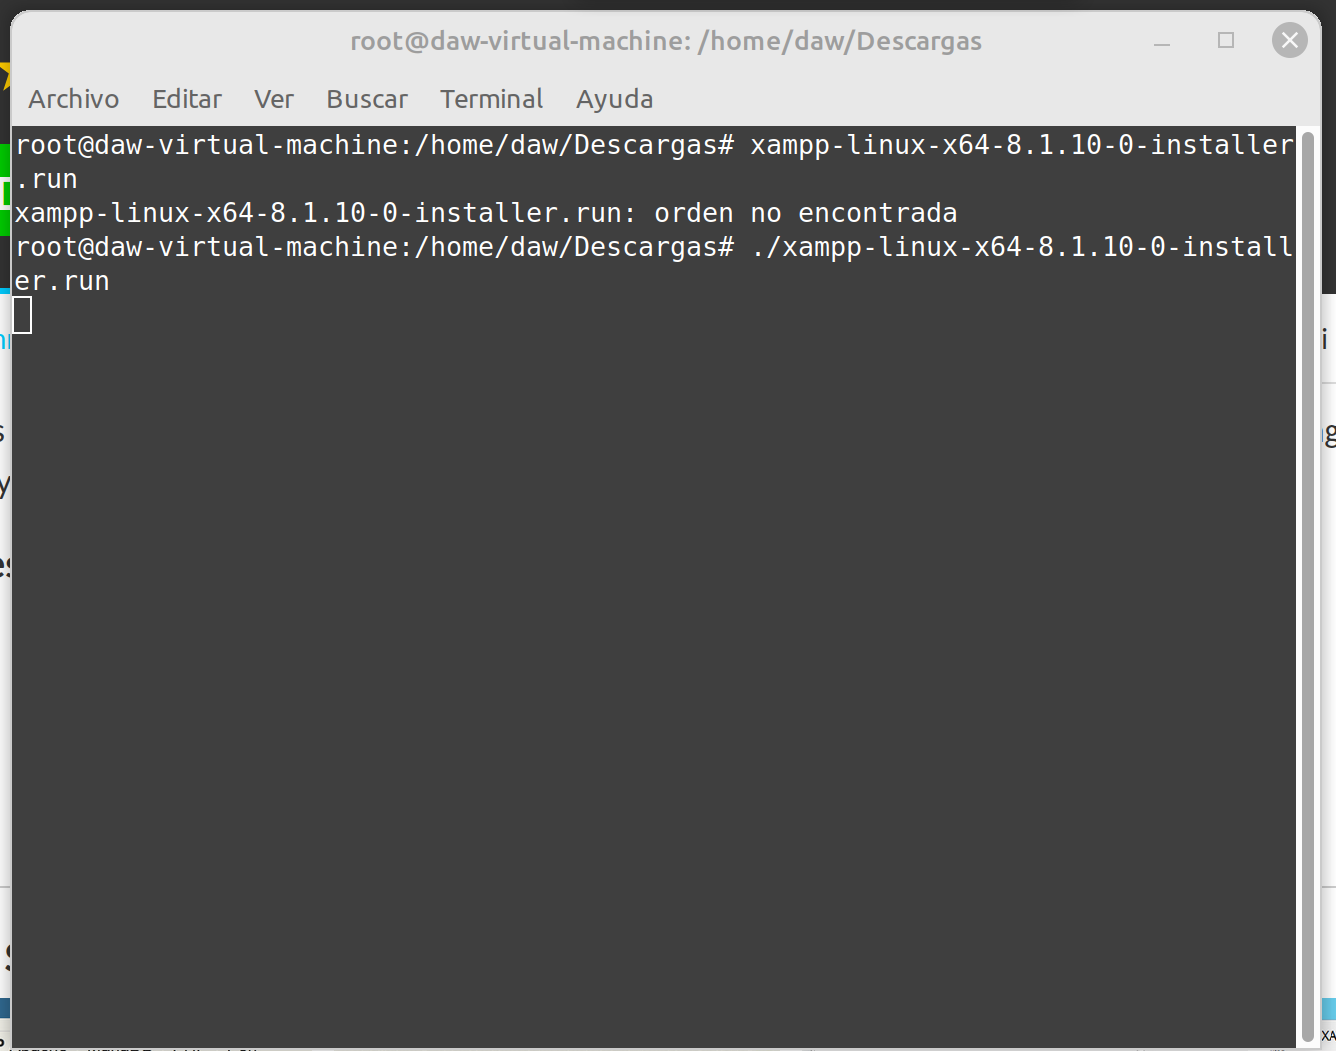 root@daw-virtual-machine: /home/daw/Descargas
Archivo Editar Ver Buscar Terminal Ayuda
root@daw-virtual-machine:/home/daw/Descargas# xampp-linux-x64-8.1.10-0-installer
.run
xampp-linux-x64-8.1.10-0-installer.run: orden no encontrada
root@daw-virtual-machine:/home/daw/Descargas# ./xampp-linux-x64-8.1.10-0-install
er.run